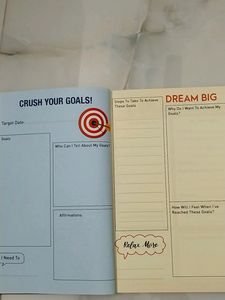 CRUSH YOUR GOALS!
Target Date
Goals
Who Can I Tell About My Goals?
Affirmations
I Need To
DREAM BIG
Steps To Take To Achieve
These Goals
Why Do I Want To Achieve My
Goals?
How Will I Feel When I've
Reached These Goals?
Relax More